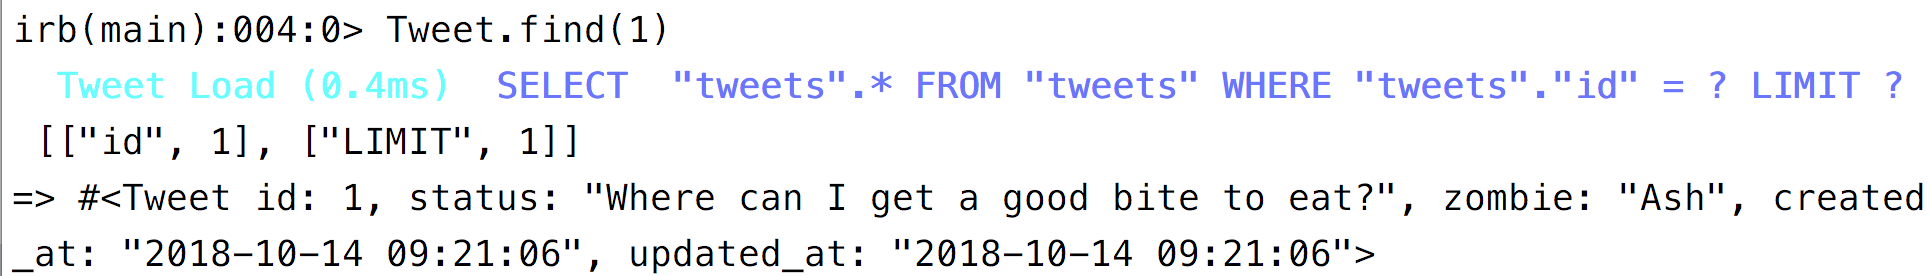 irb(main):004:0> Tweet.find(1)
  Tweet Load (0.4ms)  SELECT  "tweets".* FROM "tweets" WHERE "tweets"."id" = ? LIMIT ?
 [["id", 1], ["LIMIT", 1]]
=> #<Tweet id: 1, status: "Where can I get a good bite to eat?", zombie: "Ash", created
_at: "2018-10-14 09:21:06", updated_at: "2018-10-14 09:21:06">